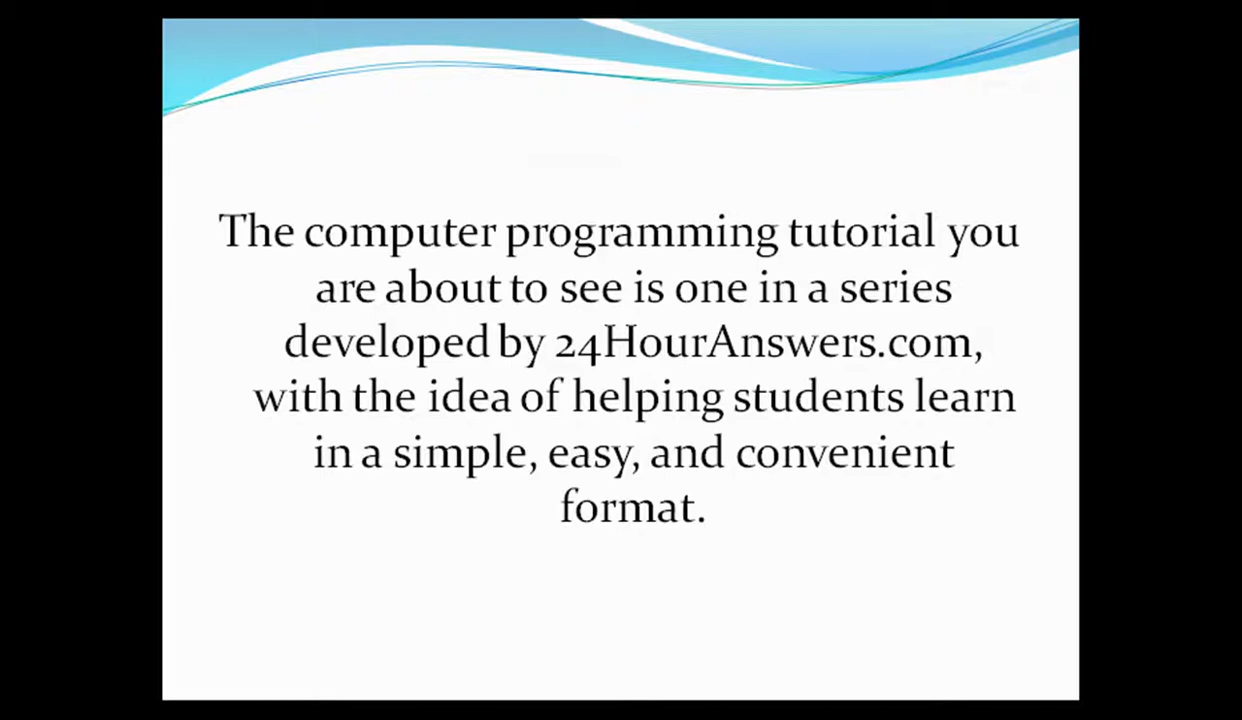 The computer programming tutorial you
are about to see is one in a series
developed by 24HourAnswers.com,
with the idea of helping students learn
in a simple, easy, and convenient
format.